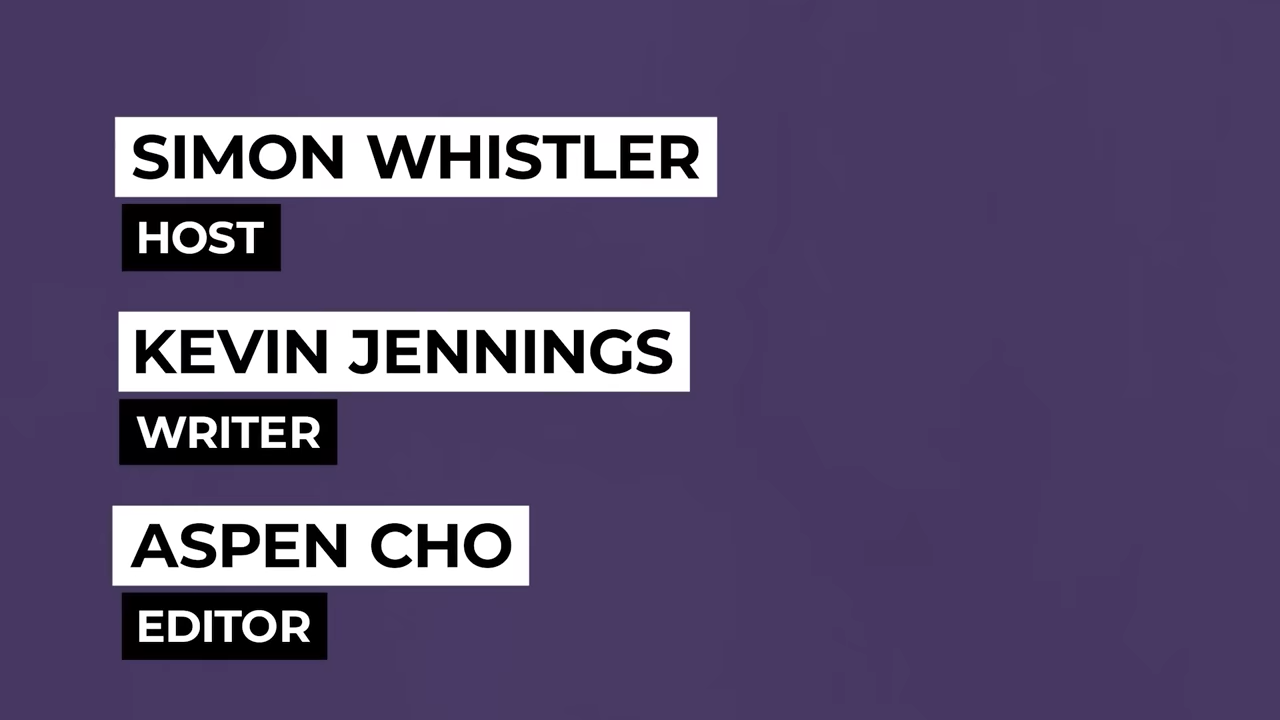 SIMON WHISTLER
HOST
KEVIN JENNINGS
WRITER
ASPEN CHO
EDITOR